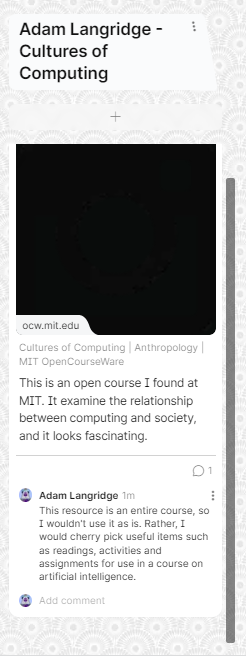 Adam Langridge -
Cultures of
Computing
+
ocw.mit.edu
Cultures of Computing | Anthropology |
MIT OpenCourseWare
This is an open course I found at
MIT. It examine the relationship
between computing and society,
and it looks fascinating.
1
Adam Langridge 1m
This resource is an entire course, so
I wouldn't use it as is. Rather, I
would cherry pick useful items such
as readings, activities and
assignments for use in a course on
artificial intelligence.
Add comment